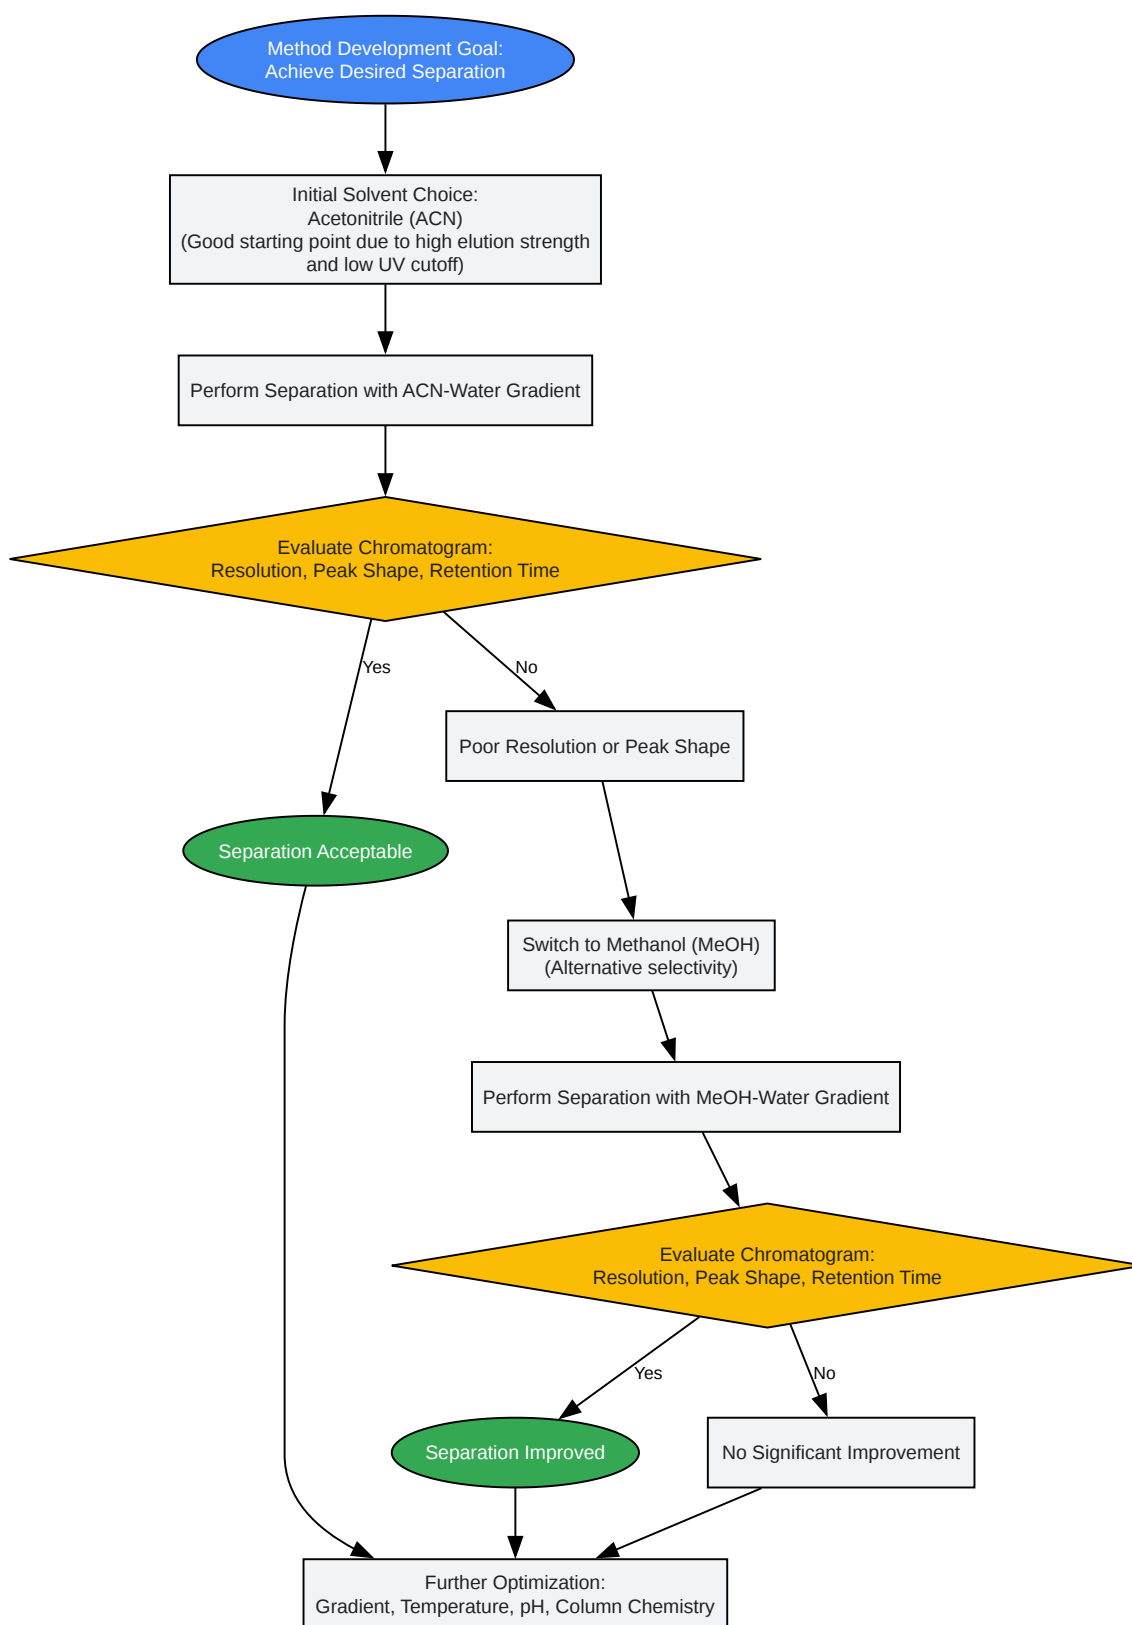 Method Development Goal:
Achieve Desired Separation
Initial Solvent Choice:
Acetonitrile (ACN)
(Good starting point due to high elution strength
and low UV cutoff)
Perform Separation with ACN-Water Gradient
Evaluate Chromatogram:
Resolution, Peak Shape, Retention Time
Yes
No
Poor Resolution or Peak Shape
Separation Acceptable
Switch to Methanol (MeOH)
(Alternative selectivity)
Perform Separation with MeOH-Water Gradient
Evaluate Chromatogram:
Resolution, Peak Shape, Retention Time
Yes
No
Separation Improved
No Significant Improvement
Further Optimization:
Gradient, Temperature, pH, Column Chemistry